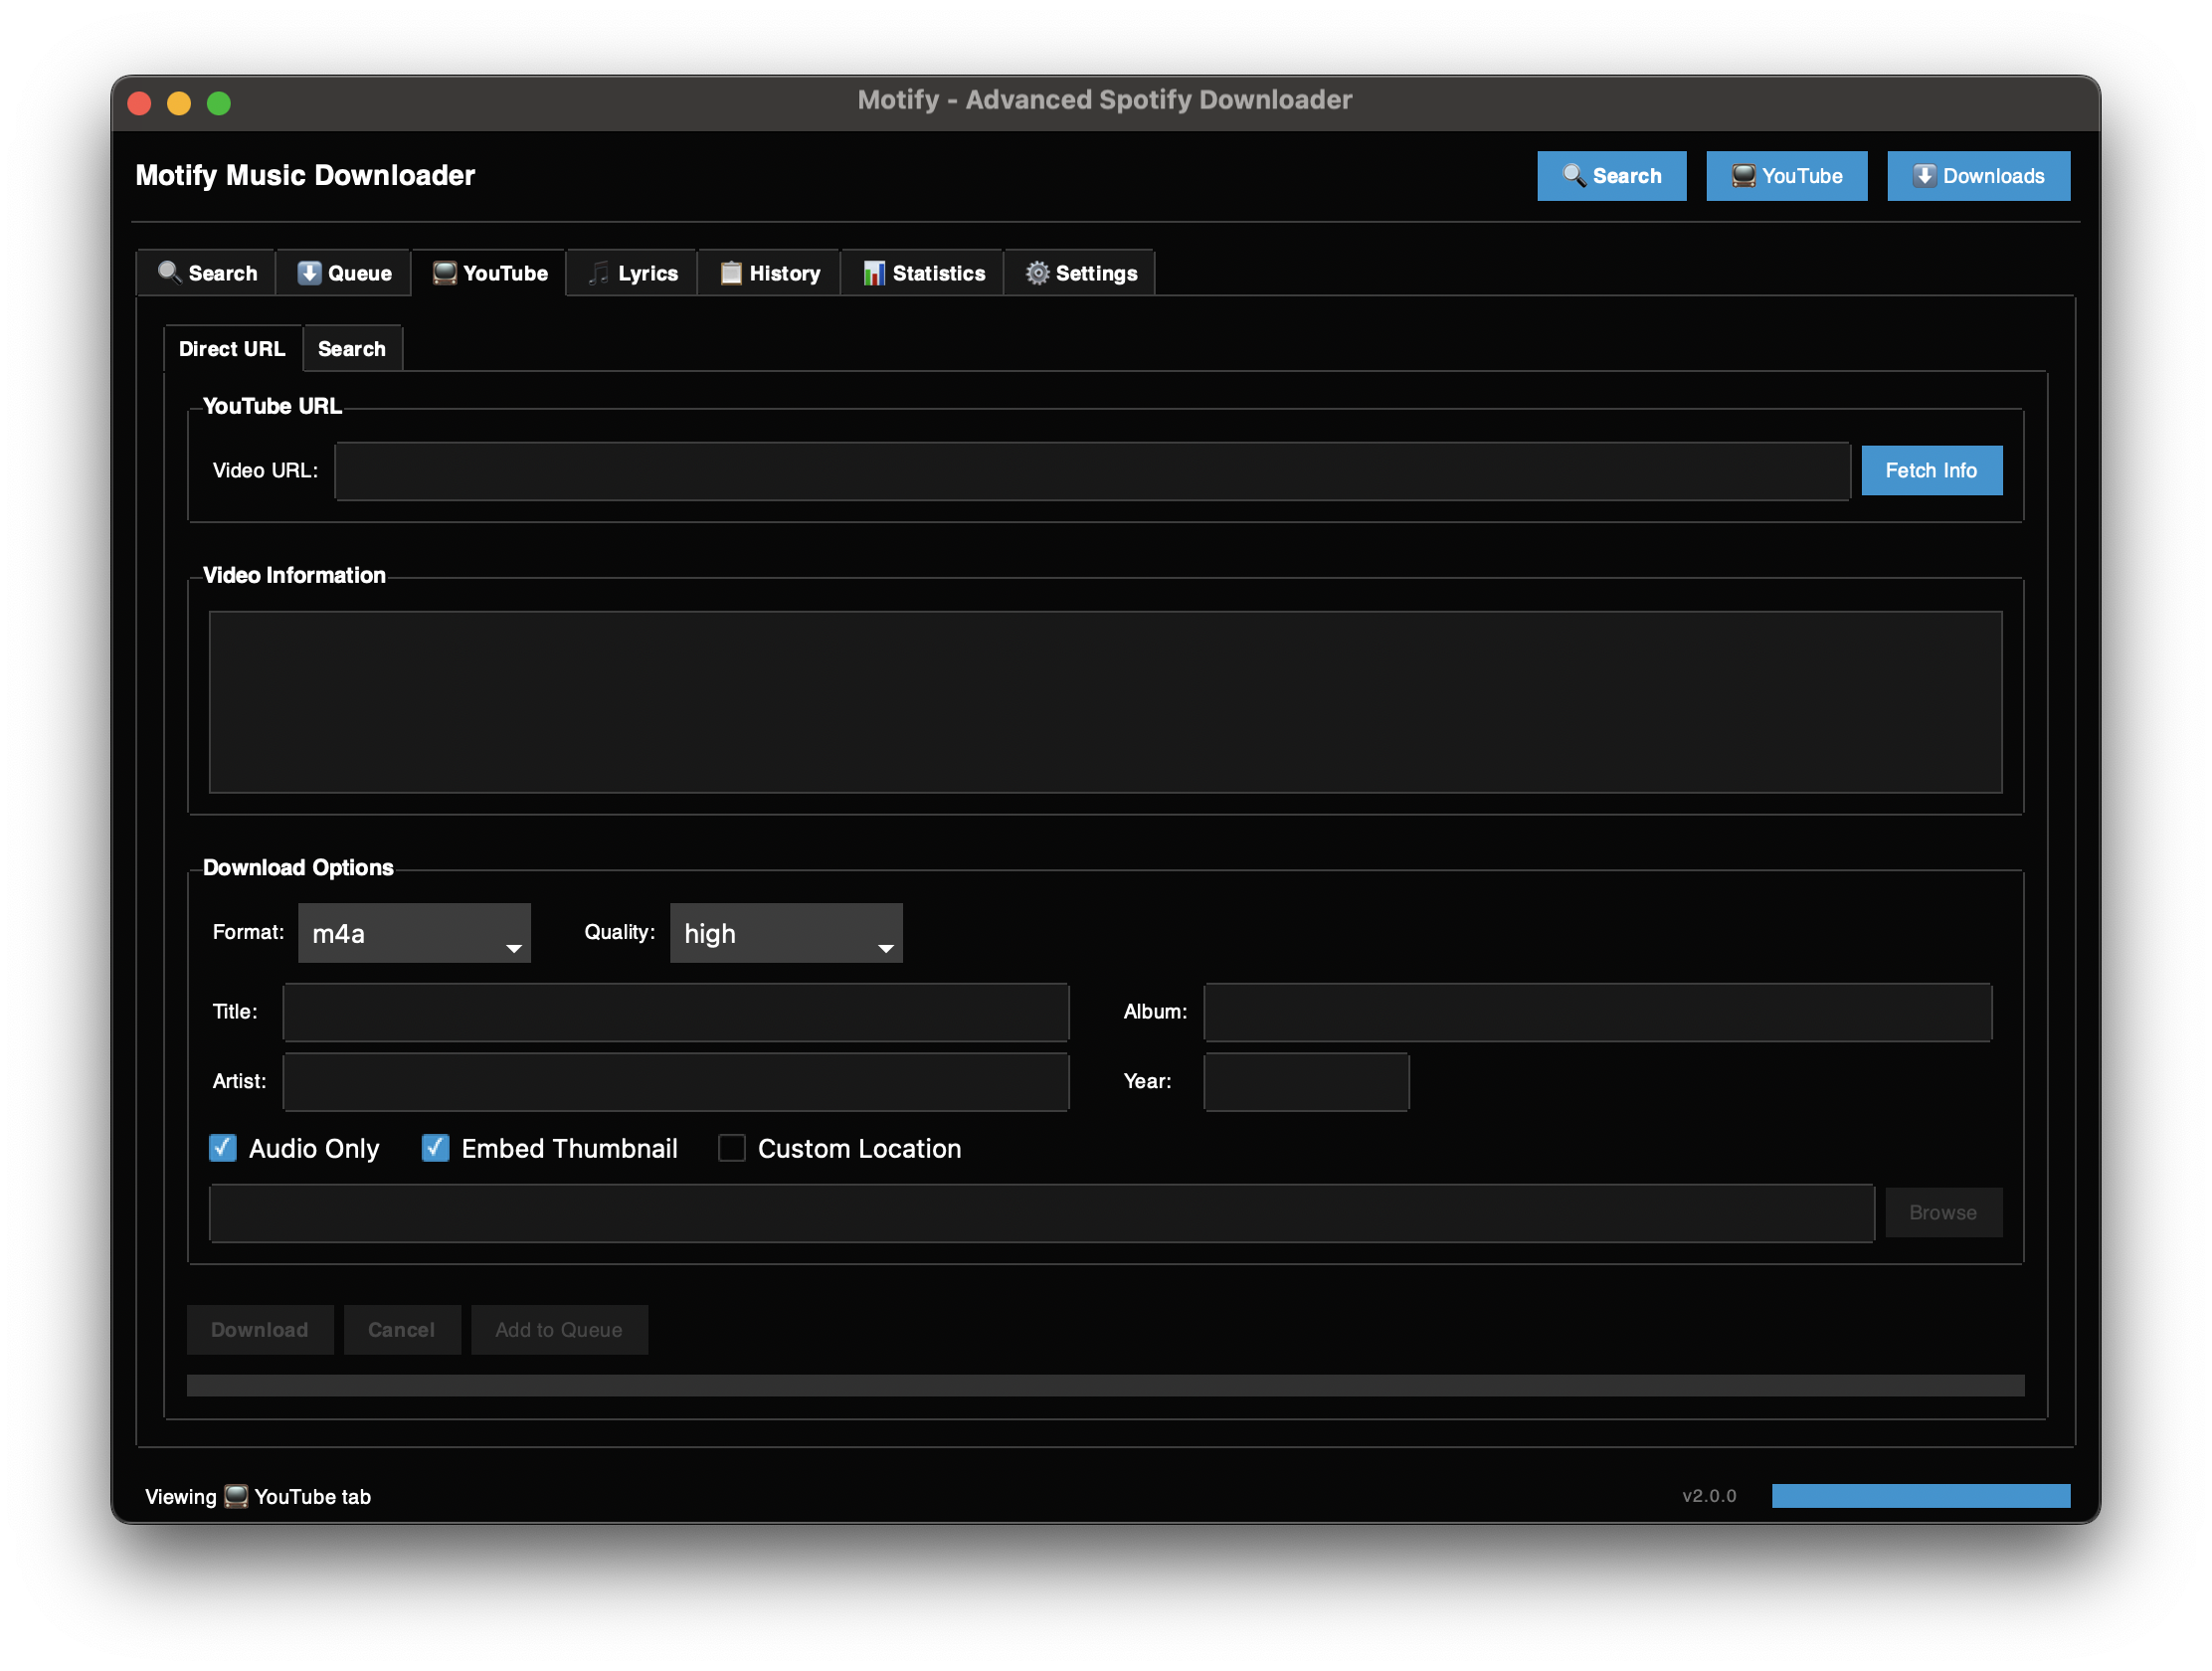 Motify - Advanced Spotify Downloader
Motify Music Downloader
🔍 Search
📺 YouTube
⬇️ Downloads
🔍 Search
⬇️ Queue
📺 YouTube
🎵 Lyrics
📋 History
📊 Statistics
⚙️ Settings
Direct URL
Search
YouTube URL
Video URL:
Fetch Info
Video Information
Download Options
Format: m4a
Quality: high
Title:
Album:
Artist:
Year:
Audio Only
Embed Thumbnail
Custom Location
Browse
Download
Cancel
Add to Queue
Viewing 📺 YouTube tab
v2.0.0